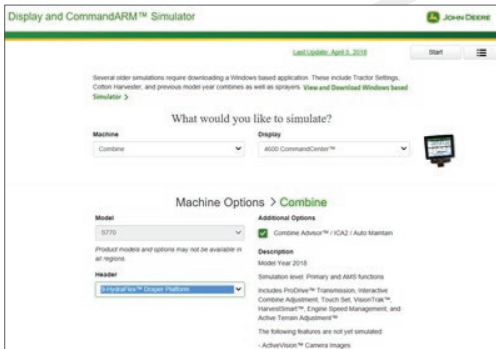 Display and CommandARM™ Simulator
JOHN DEERE
Last Update: April 5, 2018
Start
Several older simulations require downloading a Windows based application. These include Tractor Settings,
Cotton Harvester, and previous model year combines as well as sprayers. View and Download Windows based
Simulator >
What would you like to simulate?
Machine
Display
Combine
4600 CommandCenter™
Machine Options > Combine
Model
Additional Options
S770
Combine Advisor™ / ICA2 / Auto Maintain
Product models and options may not be available in
all regions.
Description
Model Year 2018
Header
Simulation level: Primary and AMS functions
HydraFlex™ Draper Platform
Includes ProDrive™ Transmission, Interactive
Combine Adjustment, Touch Set, VisionTrak™,
HarvestSmart™, Engine Speed Management, and
Active Terrain Adjustment™
The following features are not yet simulated:
- ActiveVision™ Camera Images